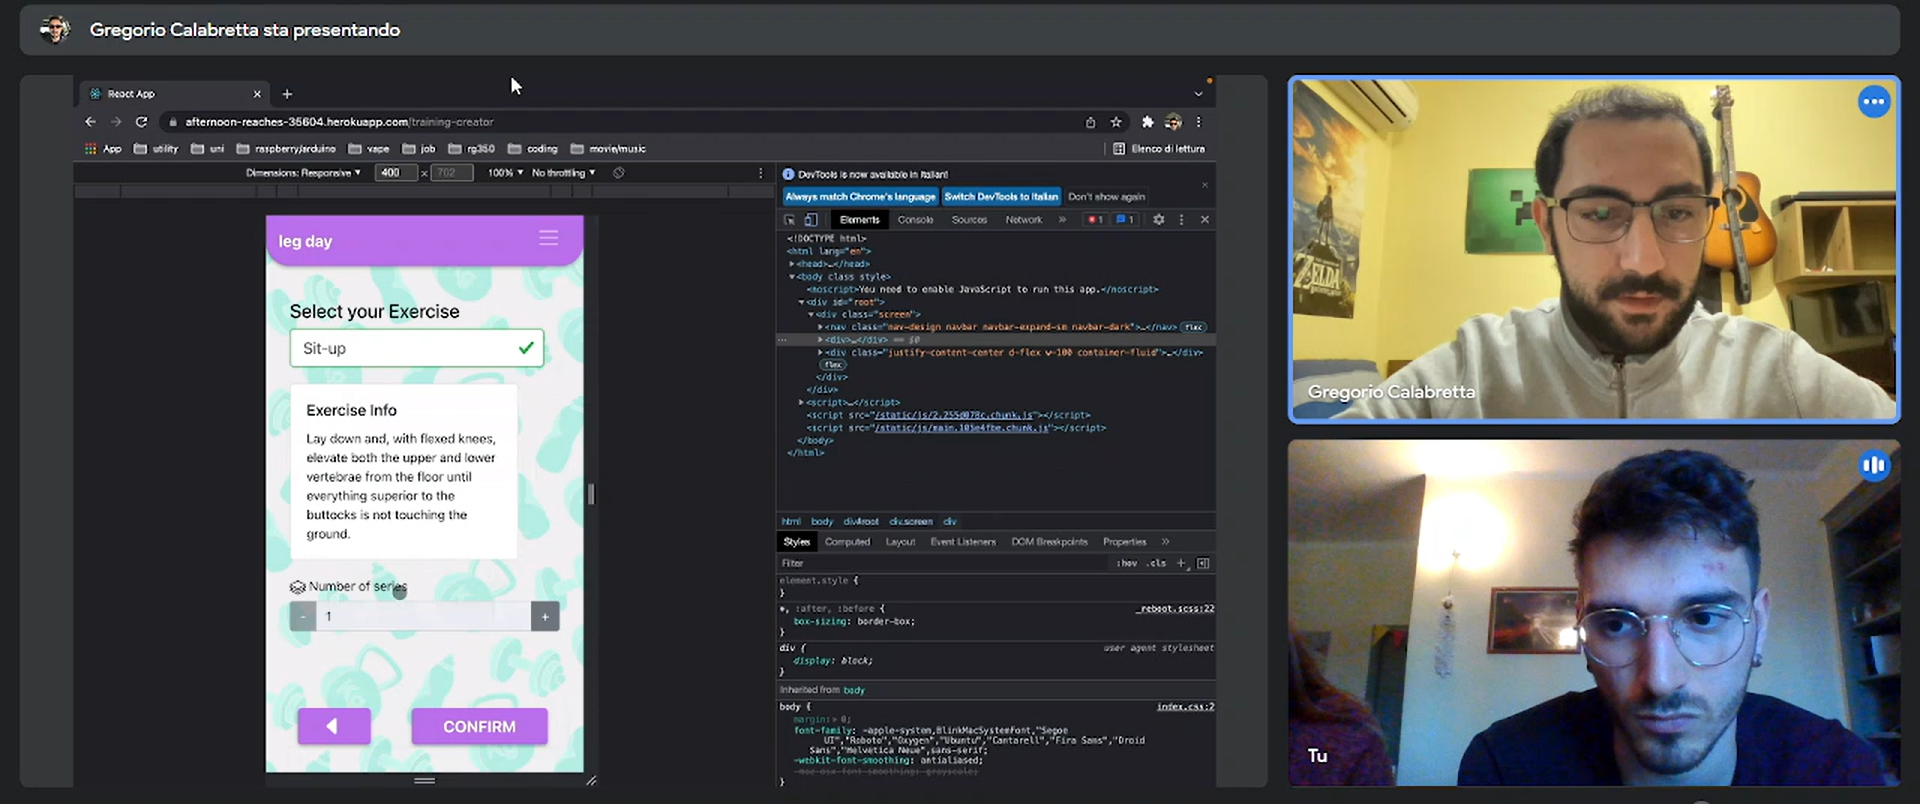 Gregorio Calabretta sta presentando
React App
afternoon-reaches-35604.herokuapp.com/training-creator
App utility uni raspberry/arduino vape job rg350 coding movie/music Elenco di lettura
Dimensions: Responsive 400 × 702 100% No throttling
leg day
Select your Exercise
Sit-up
Exercise Info
Lay down and, with flexed knees,
elevate both the upper and lower
vertebrae from the floor until
everything superior to the
buttocks is not touching the
ground.
Number of series
- 1 +
CONFIRM
DevTools is now available in Italian!
Always match Chrome's language Switch DevTools to Italian Don't show again
Elements Console Sources Network » 1 1
<!DOCTYPE html>
<html lang="en">
<head>…</head>
<body class style>
<noscript>You need to enable JavaScript to run this app.</noscript>
<div id="root">
<div class="screen">
<nav class="nav-design navbar navbar-expand-sm navbar-dark">…</nav> flex
… <div>…</div> == $0
<div class="justify-content-center d-flex w-100 container-fluid">…</div>
flex
</div>
</div>
<script>…</script>
<script src="/static/js/2.255d078c.chunk.js"></script>
<script src="/static/js/main.105e4fbe.chunk.js"></script>
</body>
</html>
html body div#root div.screen div
Styles Computed Layout Event Listeners DOM Breakpoints Properties »
Filter :hov .cls +
element.style {
}
*, :after, :before { _reboot.scss:22
box-sizing: border-box;
}
div { user agent stylesheet
display: block;
}
Inherited from body
body { index.css:2
margin: 0;
font-family: -apple-system,BlinkMacSystemFont,"Segoe
UI","Roboto","Oxygen","Ubuntu","Cantarell","Fira Sans","Droid
Sans","Helvetica Neue",sans-serif;
-webkit-font-smoothing: antialiased;
-moz-osx-font-smoothing: grayscale;
}
ZELDA
Gregorio Calabretta
Tu